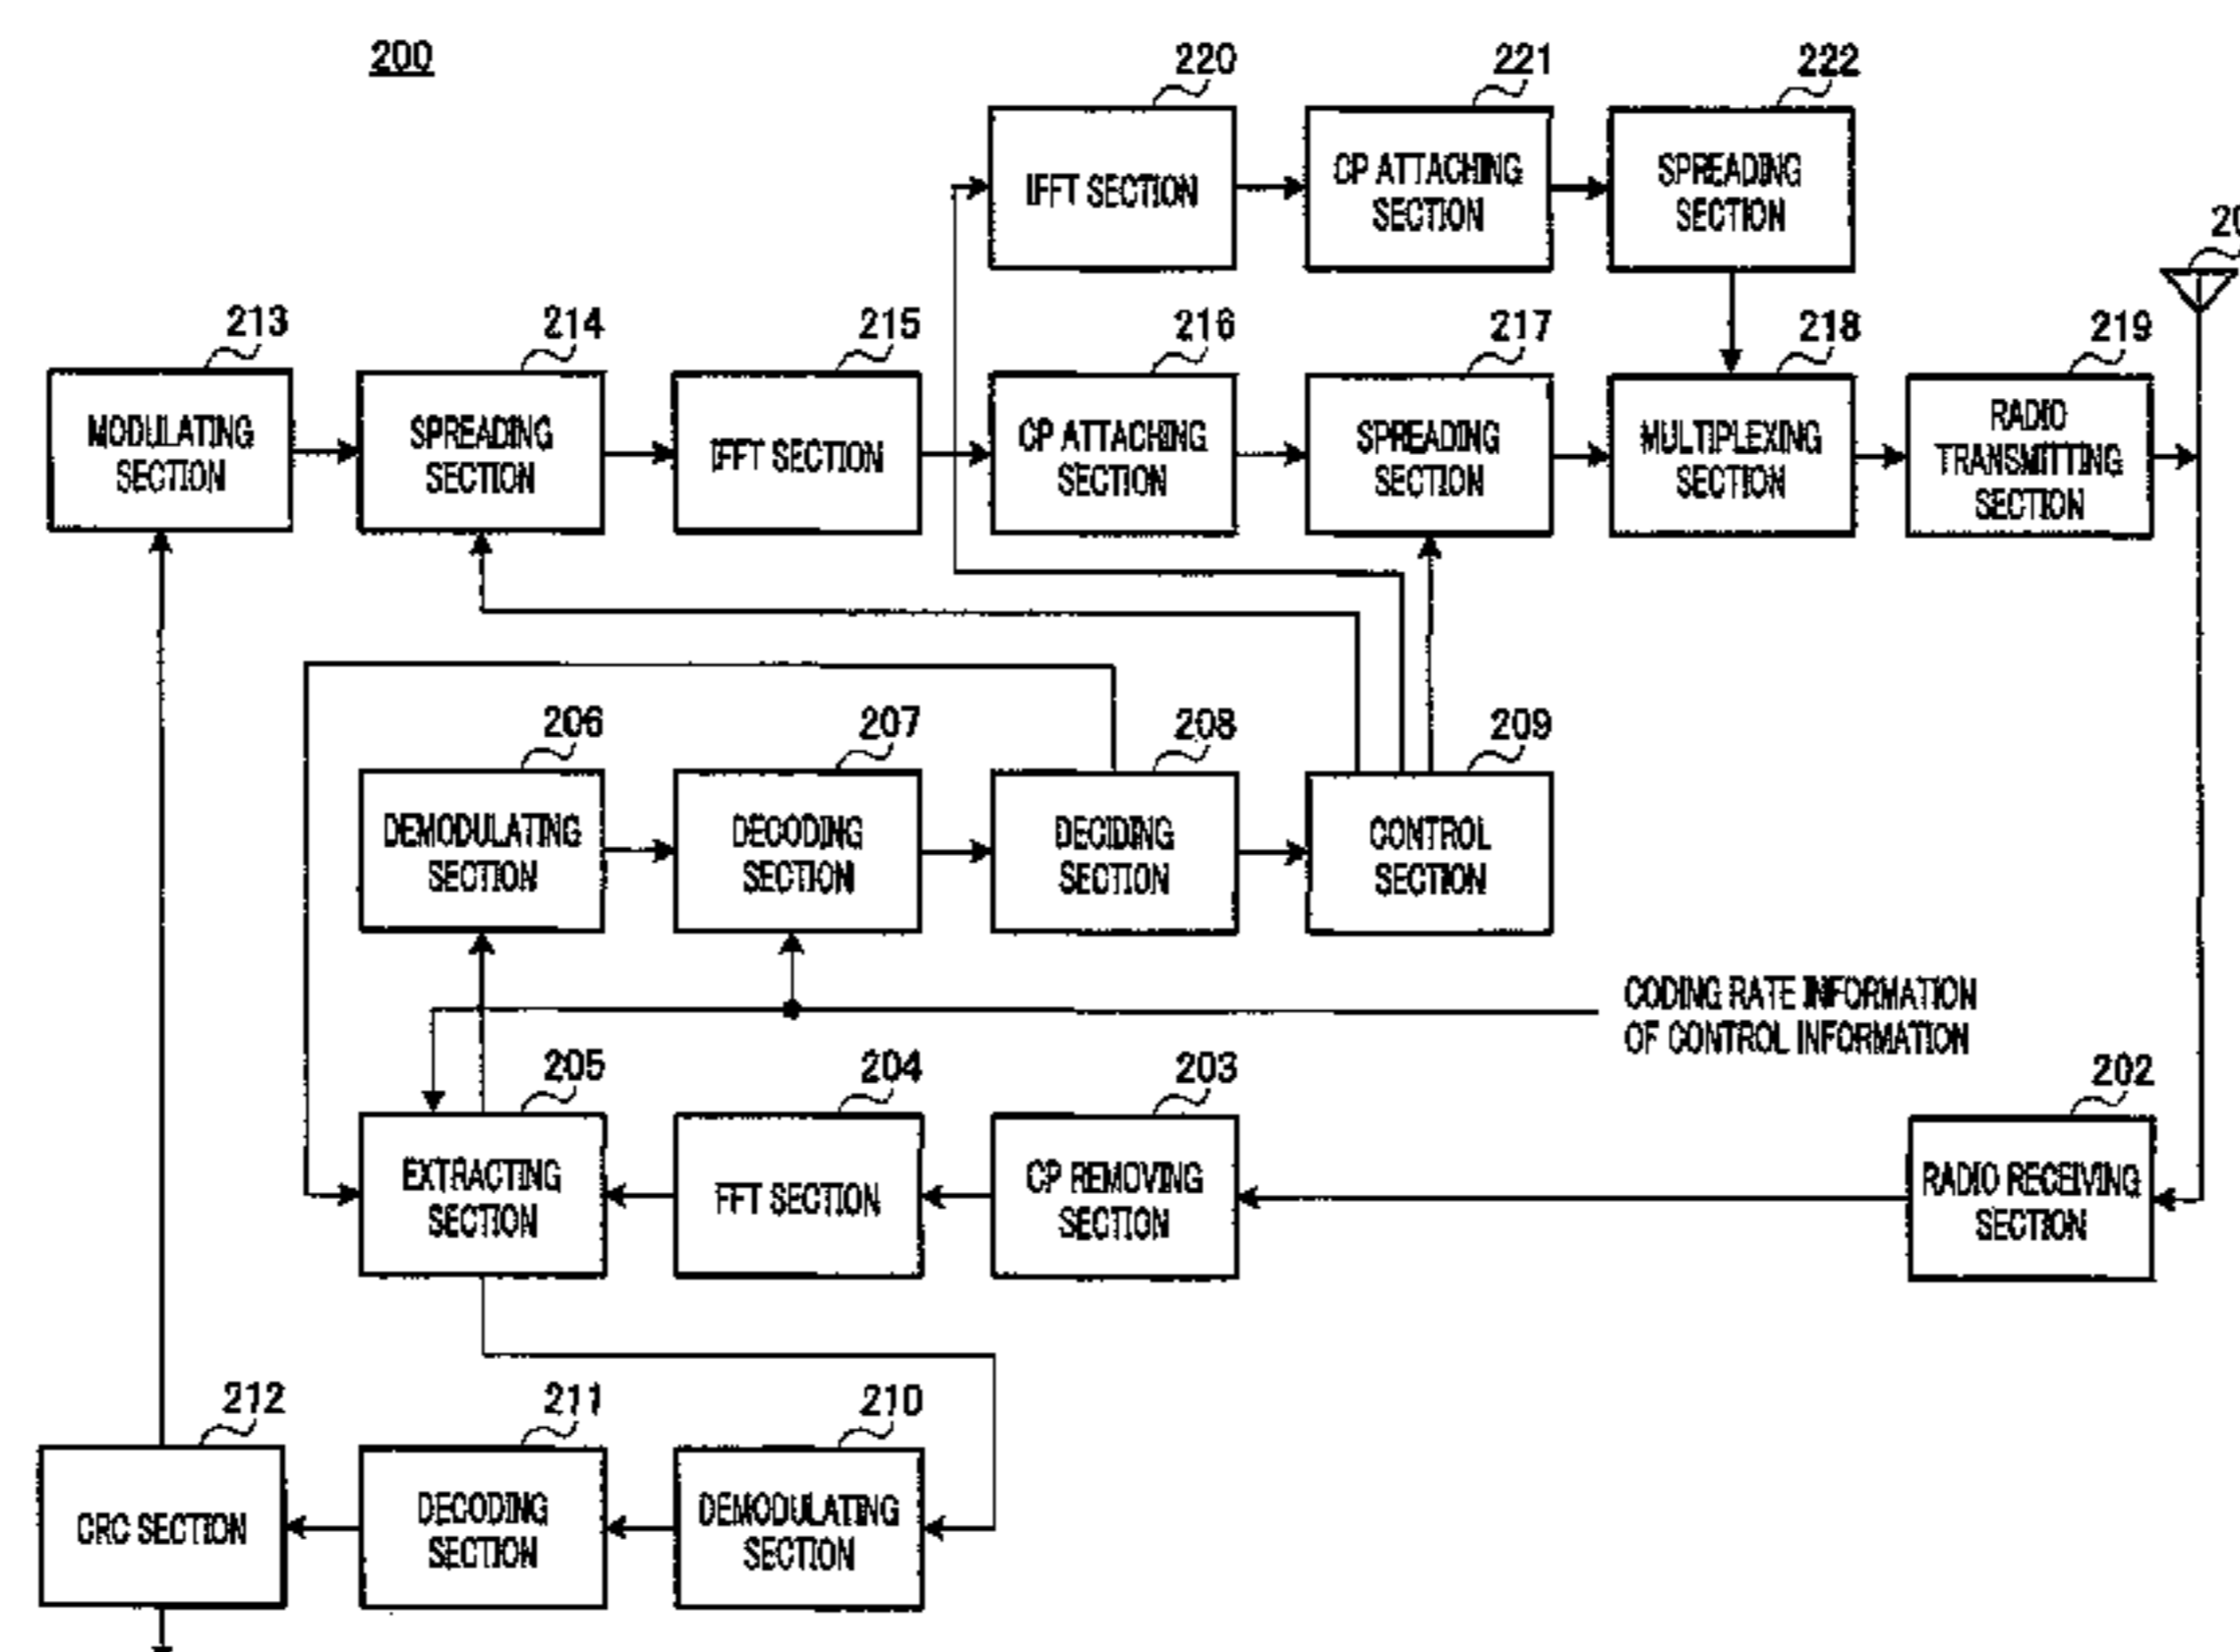 200
220
221
222
IFFT SECTION
CP ATTACHING
SECTION
SPREADING
SECTION
213
214
215
216
217
218
219
MODULATING
SECTION
SPREADING
SECTION
IFFT SECTION
CP ATTACHING
SECTION
SPREADING
SECTION
MULTIPLEXING
SECTION
RADIO
TRANSMITTING
SECTION
206
207
208
209
DEMODULATING
SECTION
DECODING
SECTION
DECIDING
SECTION
CONTROL
SECTION
CODING RATE INFORMATION
OF CONTROL INFORMATION
205
204
203
202
EXTRACTING
SECTION
FFT SECTION
CP REMOVING
SECTION
RADIO RECEIVING
SECTION
212
211
210
CRC SECTION
DECODING
SECTION
DEMODULATING
SECTION